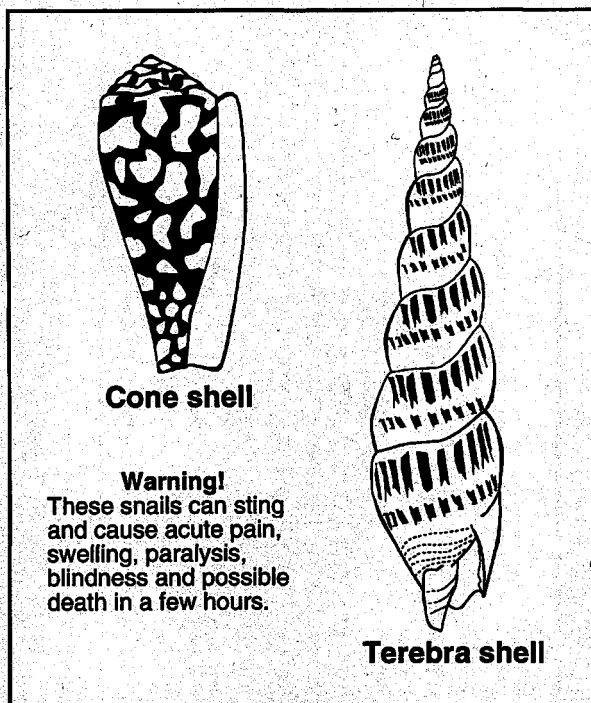 Cone shell
Warning!
These snails can sting
and cause acute pain,
swelling, paralysis,
blindness and possible
death in a few hours.
Terebra shell